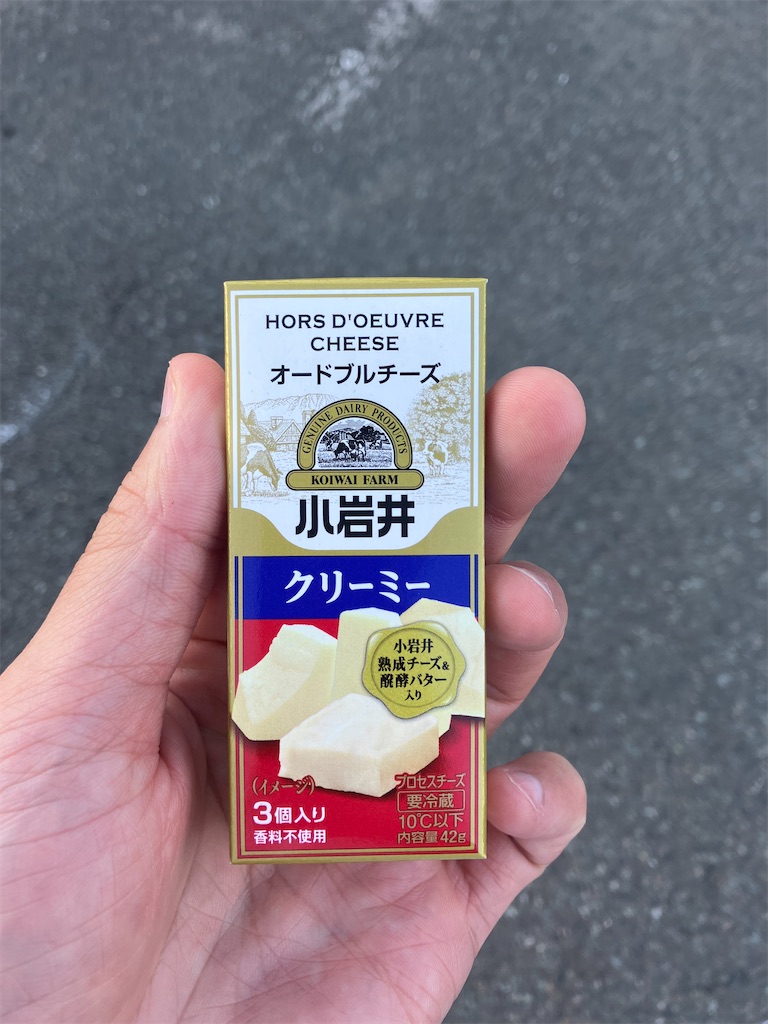 HORS D'OEUVRE
CHEESE
オードブルチーズ
GENUINE DAIRY PRODUCTS
KOIWAI FARM
小岩井
クリーミー
小岩井
熟成チーズ&
醗酵バター
入り
(イメージ)
3個入り
香料不使用
プロセスチーズ
要冷蔵
10℃以下
内容量42g